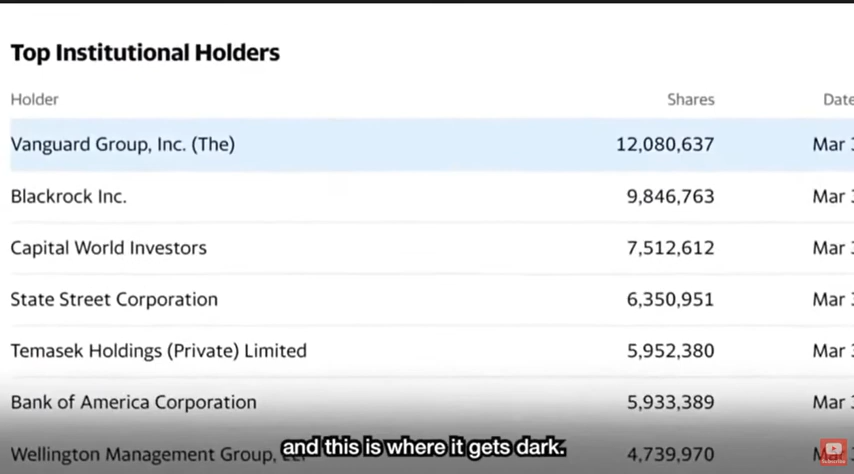 Top Institutional Holders
Holder Shares Date
Vanguard Group, Inc. (The) 12,080,637 Mar
Blackrock Inc. 9,846,763 Mar
Capital World Investors 7,512,612 Mar
State Street Corporation 6,350,951 Mar
Temasek Holdings (Private) Limited 5,952,380 Mar
Bank of America Corporation 5,933,389 Mar
Wellington Management Group, 4,739,970
and this is where it gets dark.